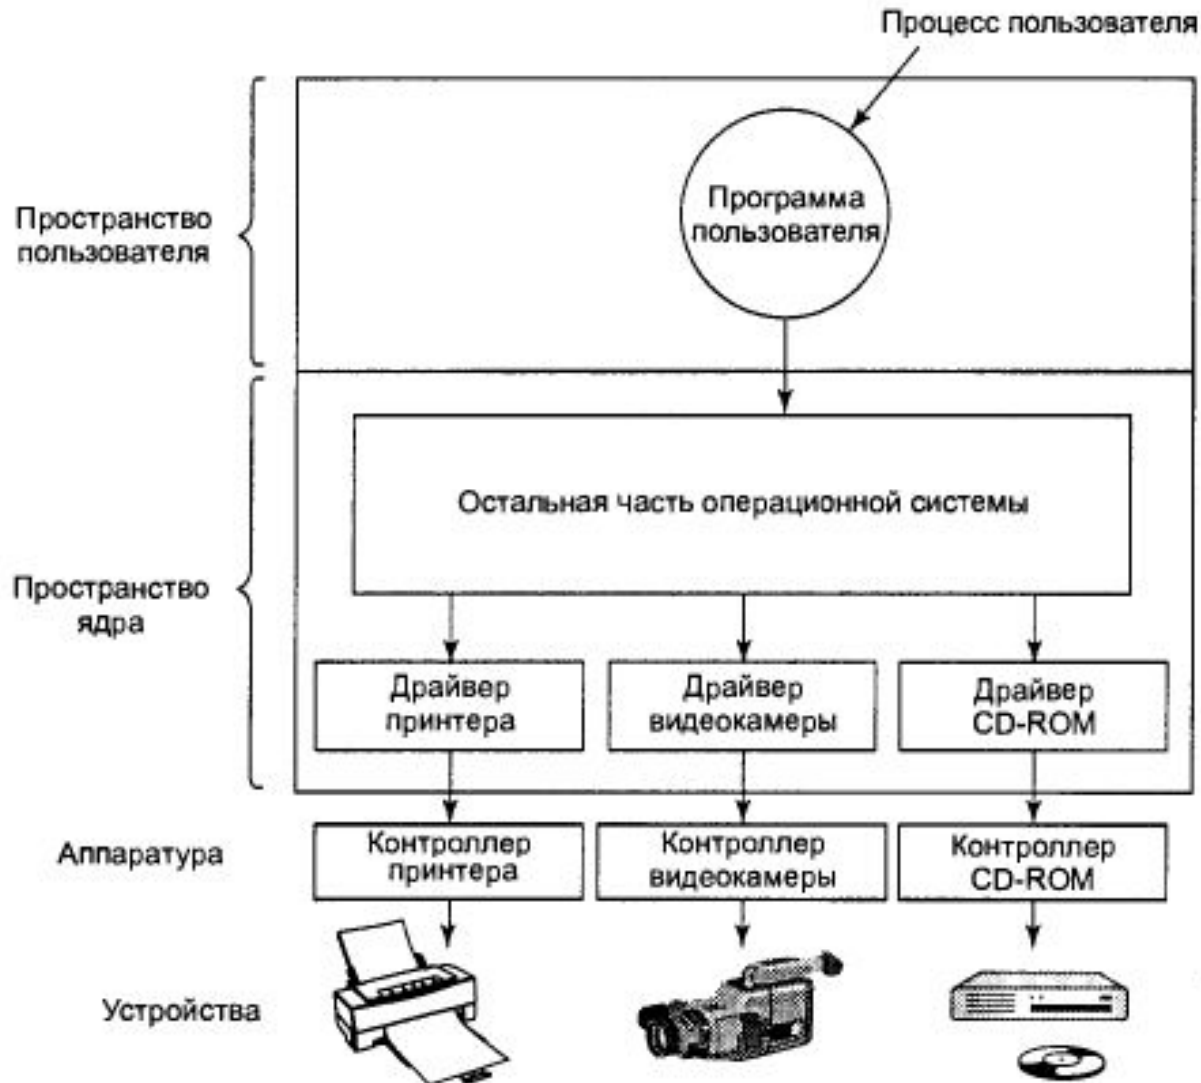 Процесс пользователя
Программа
пользователя
Пространство
пользователя
Остальная часть операционной системы
Пространство
ядра
Драйвер
принтера
Драйвер
видеокамеры
Драйвер
CD-ROM
Аппаратура
Контроллер
принтера
Контроллер
видеокамеры
Контроллер
CD-ROM
Устройства